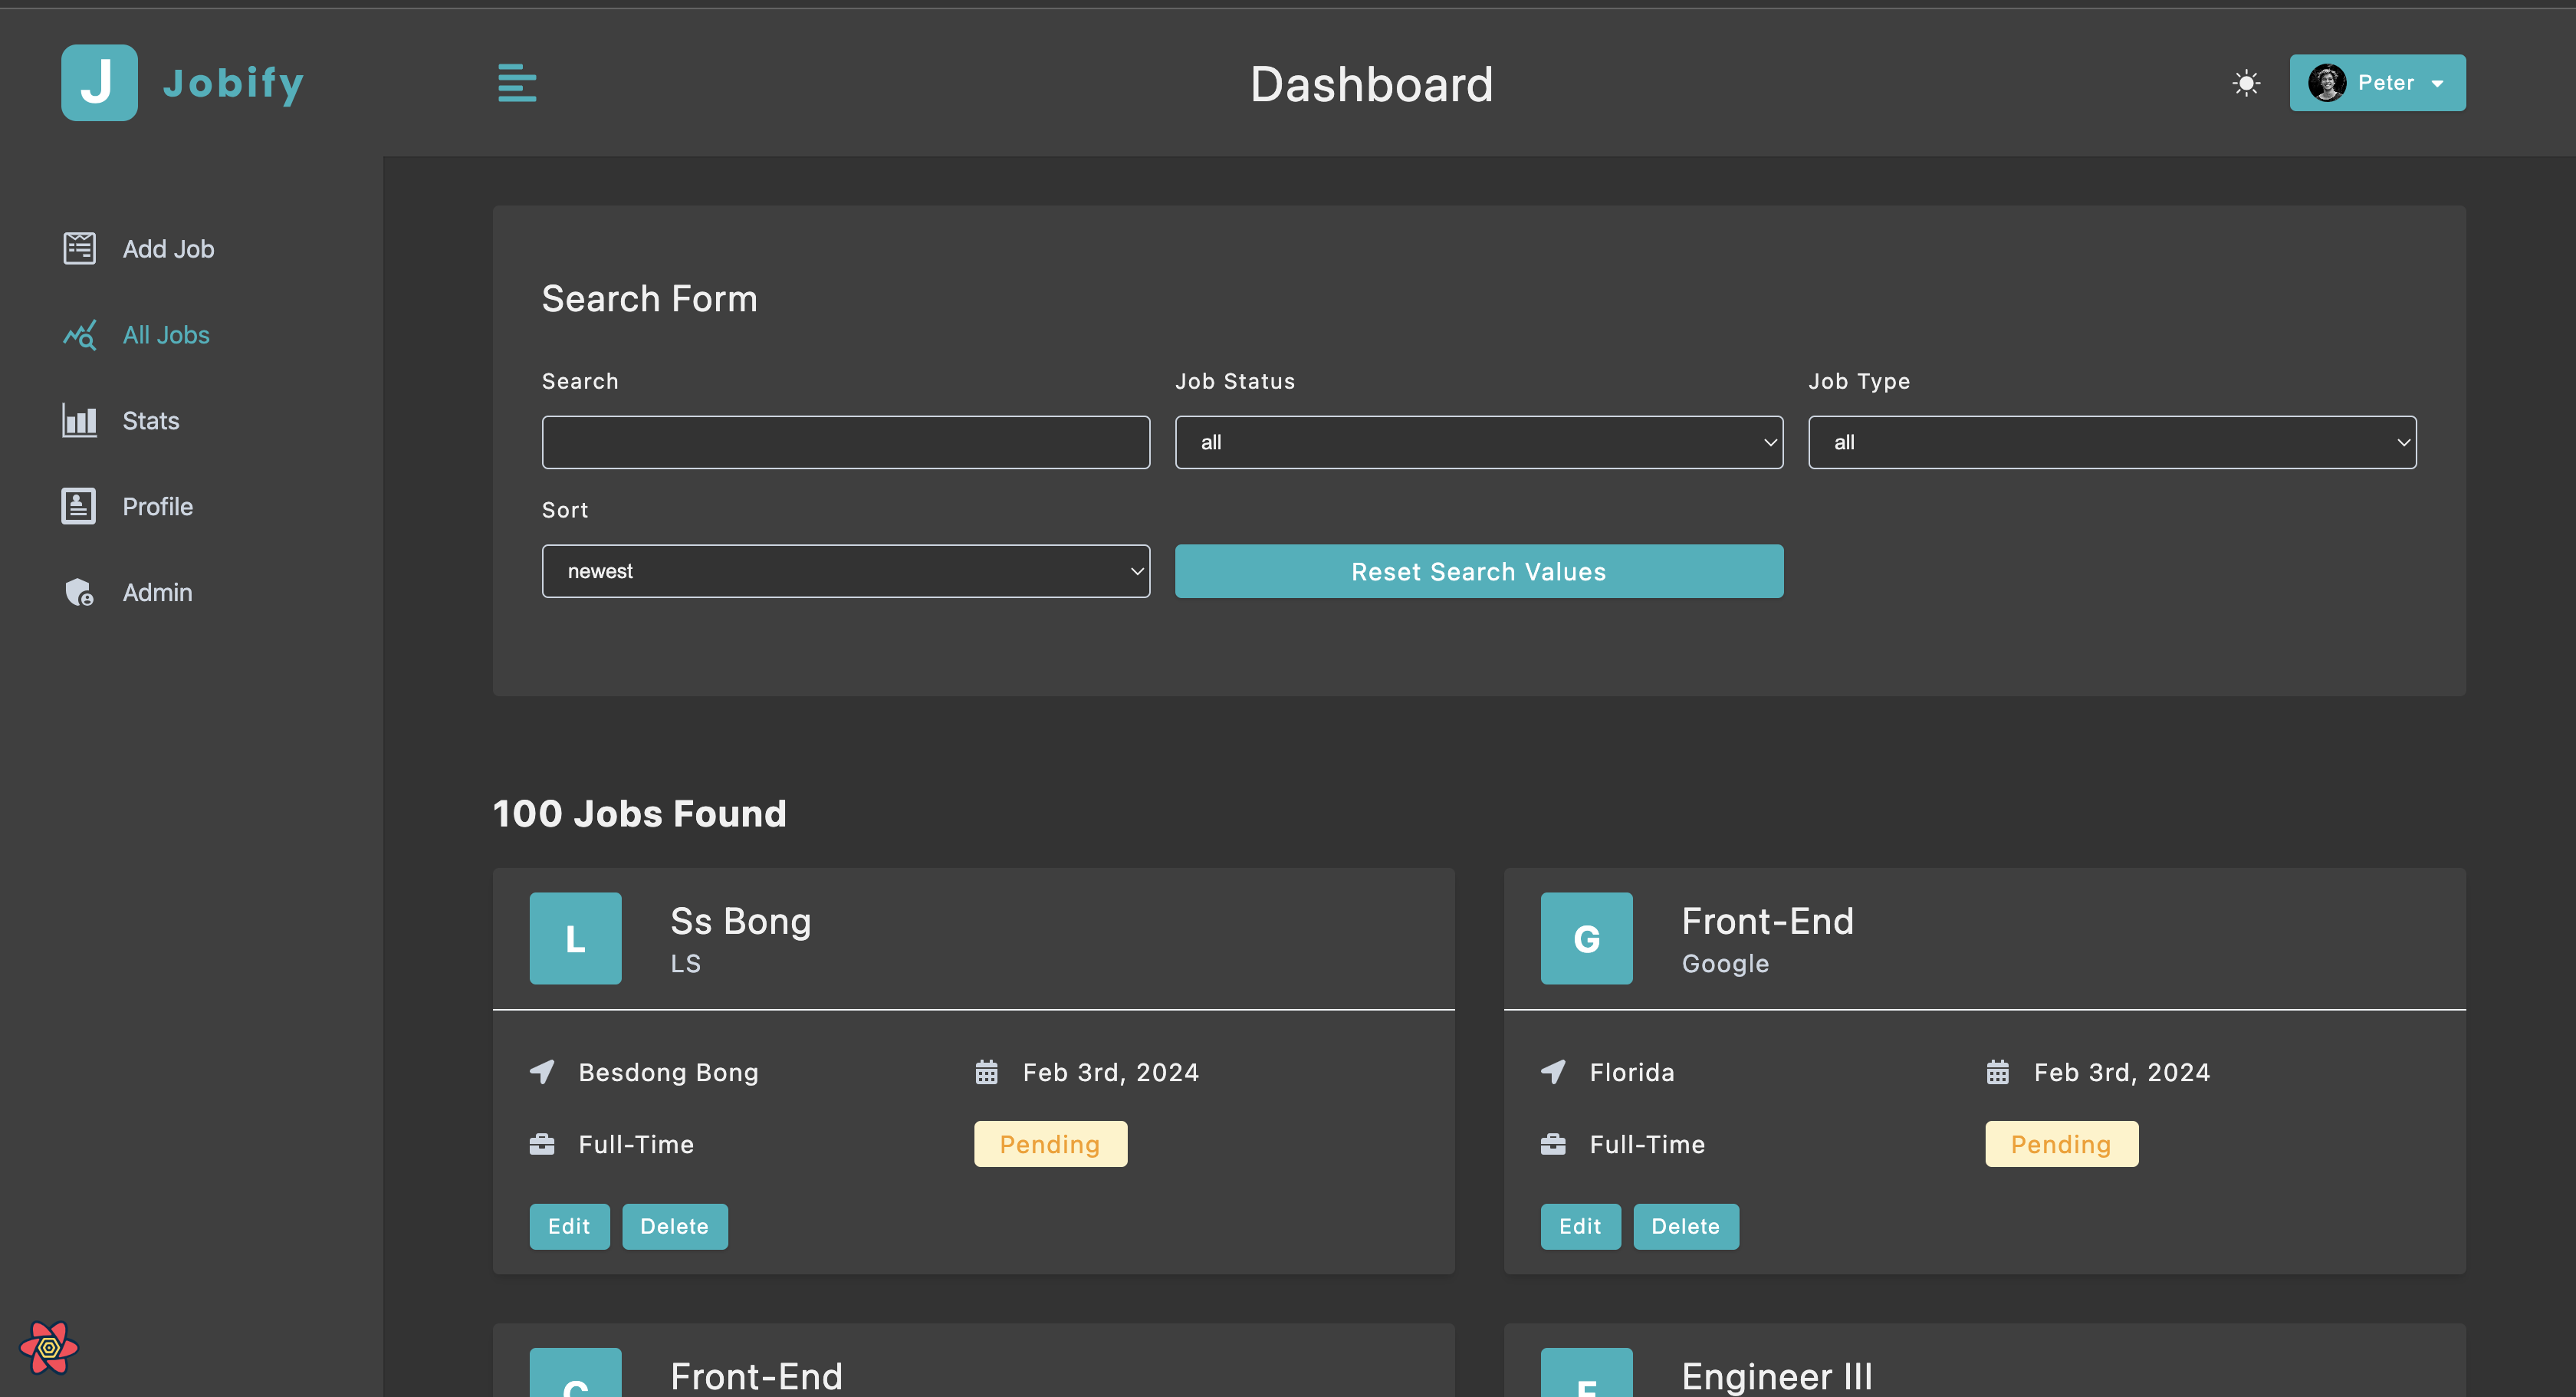 J Jobify
Dashboard
Peter
Add Job
All Jobs
Stats
Profile
Admin
Search Form
Search
Job Status
Job Type
all
all
Sort
newest
Reset Search Values
100 Jobs Found
L
Ss Bong
LS
Besdong Bong
Feb 3rd, 2024
Full-Time
Pending
Edit
Delete
G
Front-End
Google
Florida
Feb 3rd, 2024
Full-Time
Pending
Edit
Delete
Front-End
Engineer III